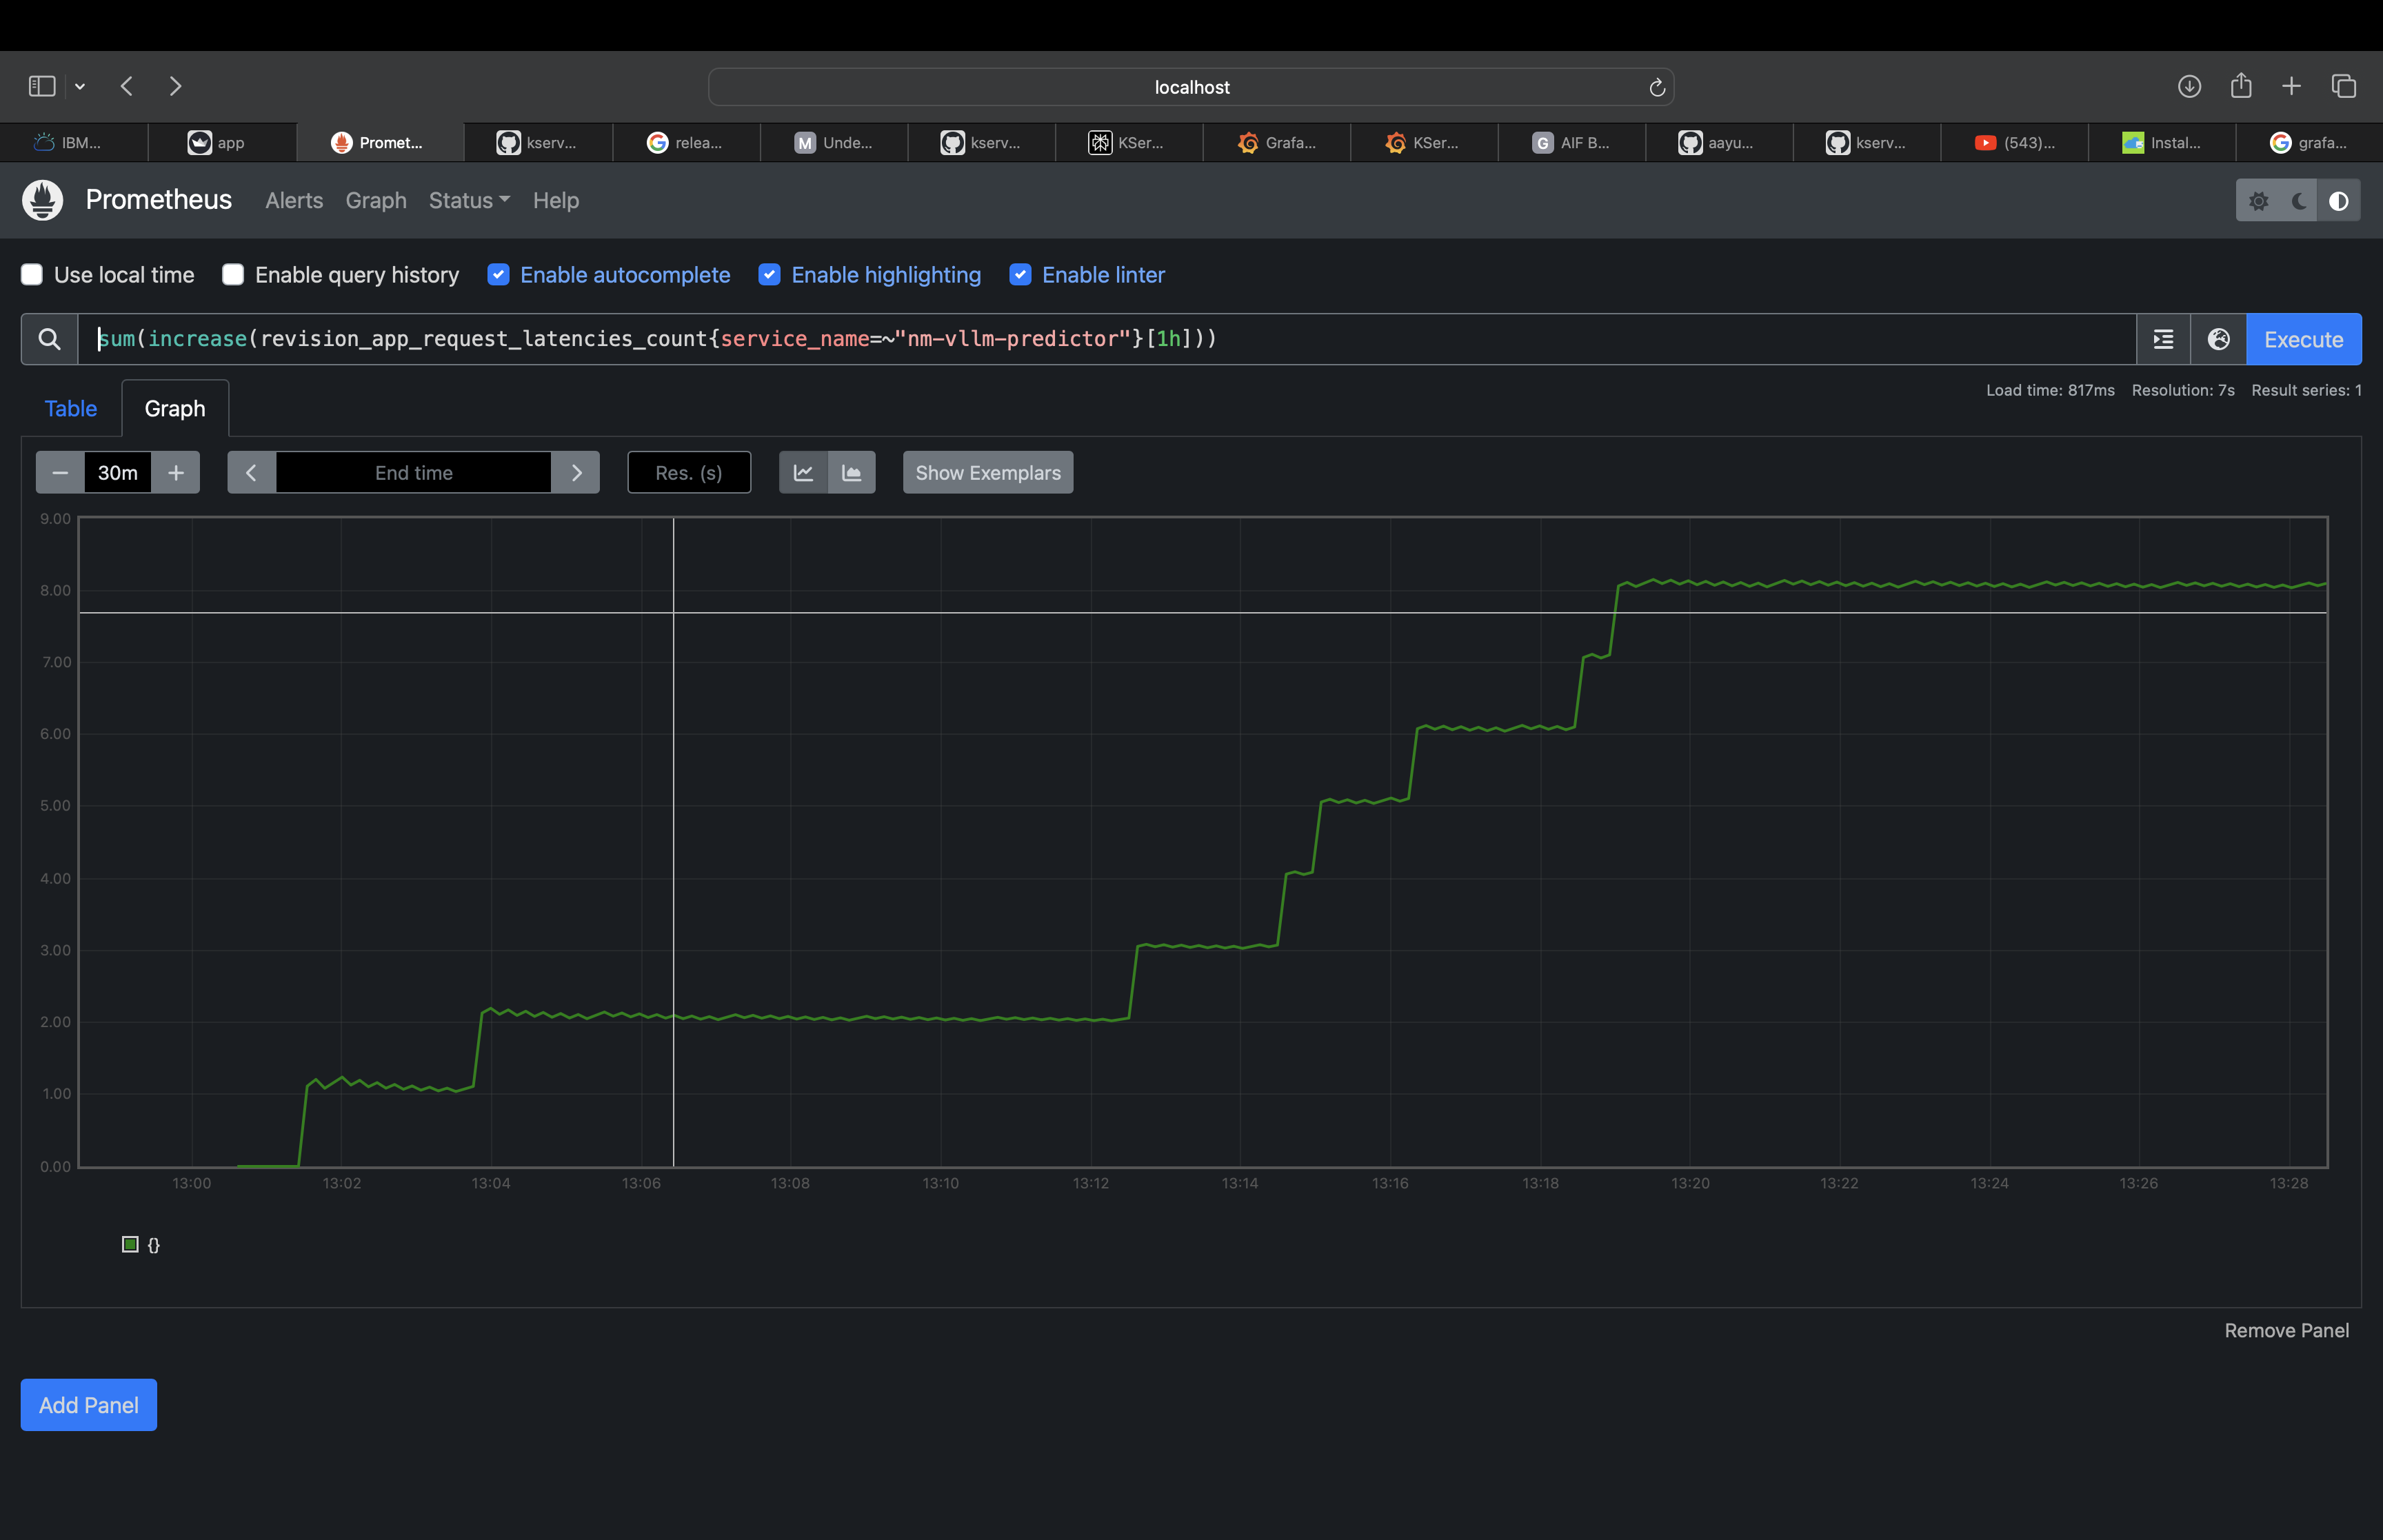 localhost
IBM... app Promet... kserv... relea... Unde... kserv... KSer... Grafa... KSer... AIF B... aayu... kserv... (543)... Instal... grafa...
Prometheus Alerts Graph Status Help
Use local time Enable query history Enable autocomplete Enable highlighting Enable linter
sum(increase(revision_app_request_latencies_count{service_name=~"nm-vllm-predictor"}[1h])) Execute
Load time: 817ms Resolution: 7s Result series: 1
Table Graph
30m End time Res. (s) Show Exemplars
9.00
8.00
7.00
6.00
5.00
4.00
3.00
2.00
1.00
0.00
13:00 13:02 13:04 13:06 13:08 13:10 13:12 13:14 13:16 13:18 13:20 13:22 13:24 13:26 13:28
{}
Remove Panel
Add Panel